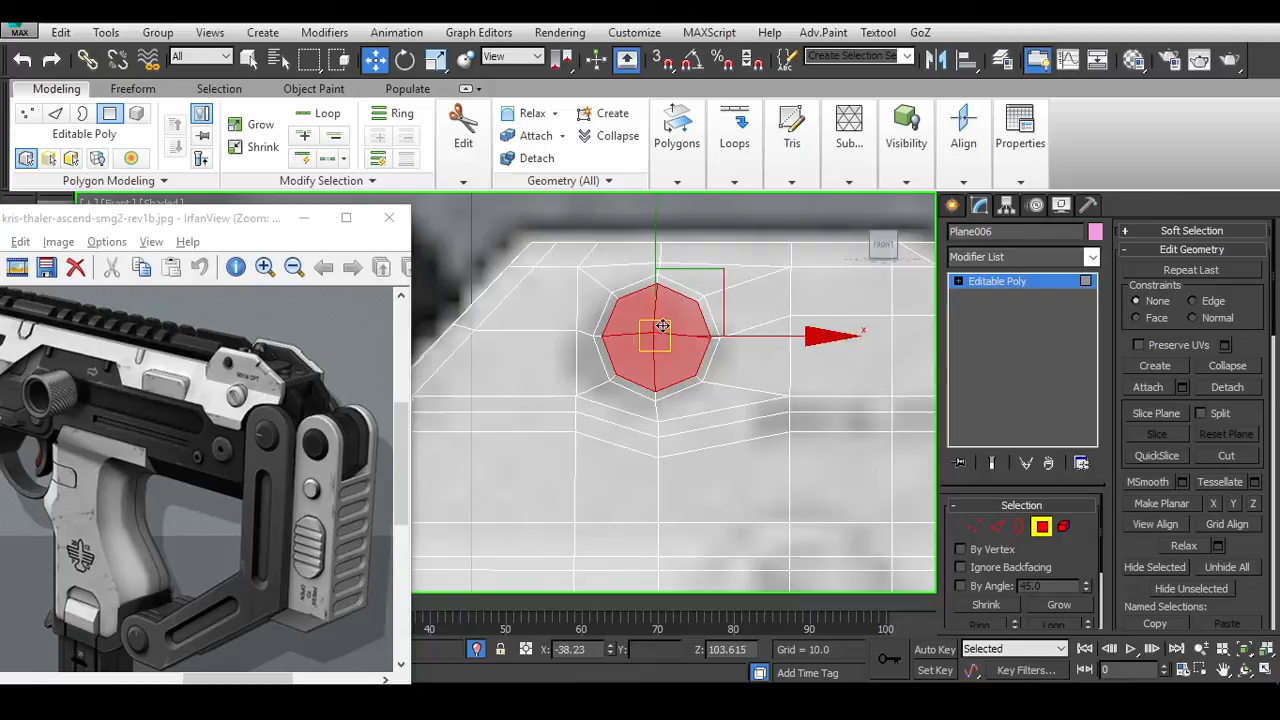 MAX
Edit Tools Group Views Create Modifiers Animation Graph Editors Rendering Customize MAXScript Help Adv.Paint Textool GoZ
All View 3 Create Selection Se
Modeling Freeform Selection Object Paint Populate
Editable Poly
Grow
Shrink
Loop
Ring
Edit
Relax
Attach
Detach
Create
Collapse
Polygons
Loops
Tris
Sub...
Visibility
Align
Properties
Polygon Modeling Modify Selection Geometry (All)
kris-thaler-ascend-smg2-rev1b.jpg - IrfanView (Zoom: ...
Edit Image Options View Help
FRONT
x
Plane006
Modifier List
Editable Poly
Selection
By Vertex
Ignore Backfacing
By Angle: 45.0
Shrink Grow
Ring Loop
Soft Selection
Edit Geometry
Repeat Last
Constraints
None Edge
Face Normal
Preserve UVs
Create Collapse
Attach Detach
Slice Plane Split
Slice Reset Plane
QuickSlice Cut
MSmooth Tessellate
Make Planar X Y Z
View Align Grid Align
Relax
Hide Selected Unhide All
Hide Unselected
Named Selections:
Copy Paste
40 50 60 70 80 90 100
X: -38.23 Y: Z: 103.615 Grid = 10.0
Add Time Tag
Auto Key Selected
Set Key Key Filters... 0